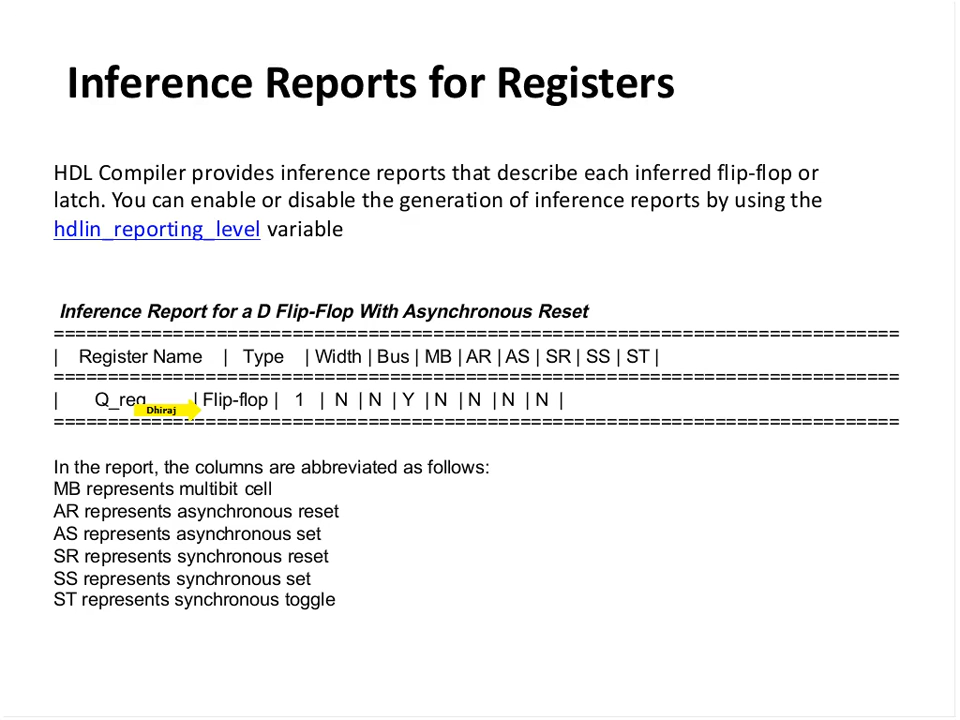 Inference Reports for Registers
HDL Compiler provides inference reports that describe each inferred flip-flop or
latch. You can enable or disable the generation of inference reports by using the
hdlin_reporting_level variable
Inference Report for a D Flip-Flop With Asynchronous Reset
==============================================================================
| Register Name | Type | Width | Bus | MB | AR | AS | SR | SS | ST |
==============================================================================
| Q_reg | Flip-flop | 1 | N | N | Y | N | N | N | N |
Dhiraj
==============================================================================
In the report, the columns are abbreviated as follows:
MB represents multibit cell
AR represents asynchronous reset
AS represents asynchronous set
SR represents synchronous reset
SS represents synchronous set
ST represents synchronous toggle